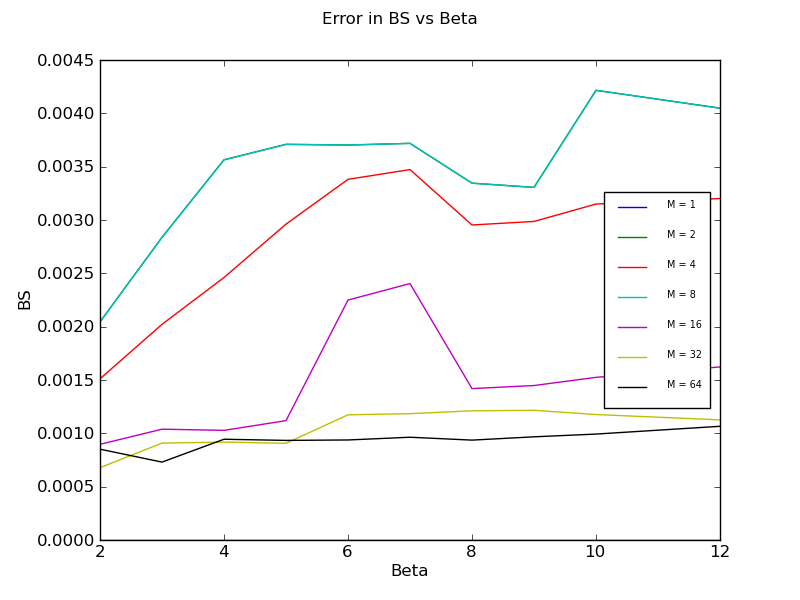 Error in BS vs Beta
0.0045
0.0040
0.0035
0.0030
0.0025
0.0020
0.0015
0.0010
0.0005
0.0000
BS
M = 1
M = 2
M = 4
M = 8
M = 16
M = 32
M = 64
2 4 6 8 10 12
Beta